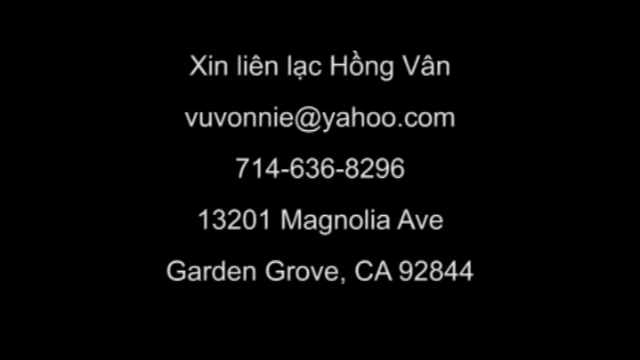 Xin liên lạc Hồng Vân
vuvonnie@yahoo.com
714-636-8296
13201 Magnolia Ave
Garden Grove, CA 92844